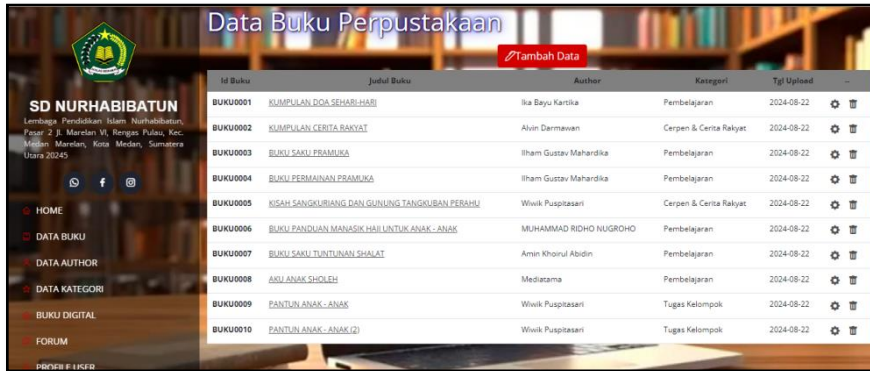 Data Buku Perpustakaan
Tambah Data
SD NURHABIBATUN
Lembaga Pendidikan Islam Nurhabibatun,
Pasar 2 Jl. Marelan VI, Rengas Pulau, Kec.
Medan Marelan, Kota Medan, Sumatera
Utara 20245
HOME
DATA BUKU
DATA AUTHOR
DATA KATEGORI
BUKU DIGITAL
FORUM
PROFILE USER
Id Buku Judul Buku Author Kategori Tgl Upload --
BUKU0001 KUMPULAN DOA SEHARI-HARI Ika Bayu Kartika Pembelajaran 2024-08-22
BUKU0002 KUMPULAN CERITA RAKYAT Alvin Darmawan Cerpen & Cerita Rakyat 2024-08-22
BUKU0003 BUKU SAKU PRAMUKA Ilham Gustav Mahardika Pembelajaran 2024-08-22
BUKU0004 BUKU PERMAINAN PRAMUKA Ilham Gustav Mahardika Pembelajaran 2024-08-22
BUKU0005 KISAH SANGKURIANG DAN GUNUNG TANGKUBAN PERAHU Wiwik Puspitasari Cerpen & Cerita Rakyat 2024-08-22
BUKU0006 BUKU PANDUAN MANASIK HAJI UNTUK ANAK - ANAK MUHAMMAD RIDHO NUGROHO Pembelajaran 2024-08-22
BUKU0007 BUKU SAKU TUNTUNAN SHALAT Amin Khoirul Abidin Pembelajaran 2024-08-22
BUKU0008 AKU ANAK SHOLEH Mediatama Pembelajaran 2024-08-22
BUKU0009 PANTUN ANAK - ANAK Wiwik Puspitasari Tugas Kelompok 2024-08-22
BUKU0010 PANTUN ANAK - ANAK (2) Wiwik Puspitasari Tugas Kelompok 2024-08-22